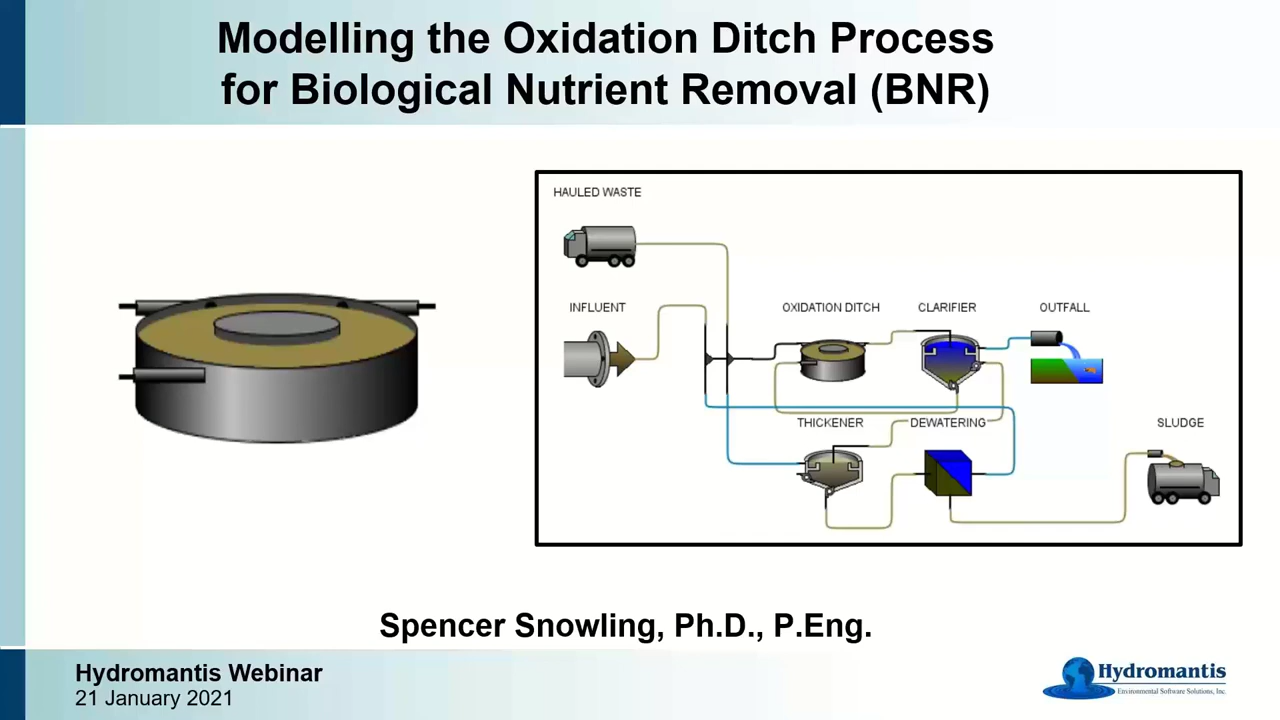 Modelling the Oxidation Ditch Process
for Biological Nutrient Removal (BNR)
HAULED WASTE
INFLUENT
OXIDATION DITCH
CLARIFIER
OUTFALL
THICKENER
DEWATERING
SLUDGE
Spencer Snowling, Ph.D., P.Eng.
Hydromantis Webinar
21 January 2021
Hydromantis
Environmental Software Solutions, Inc.